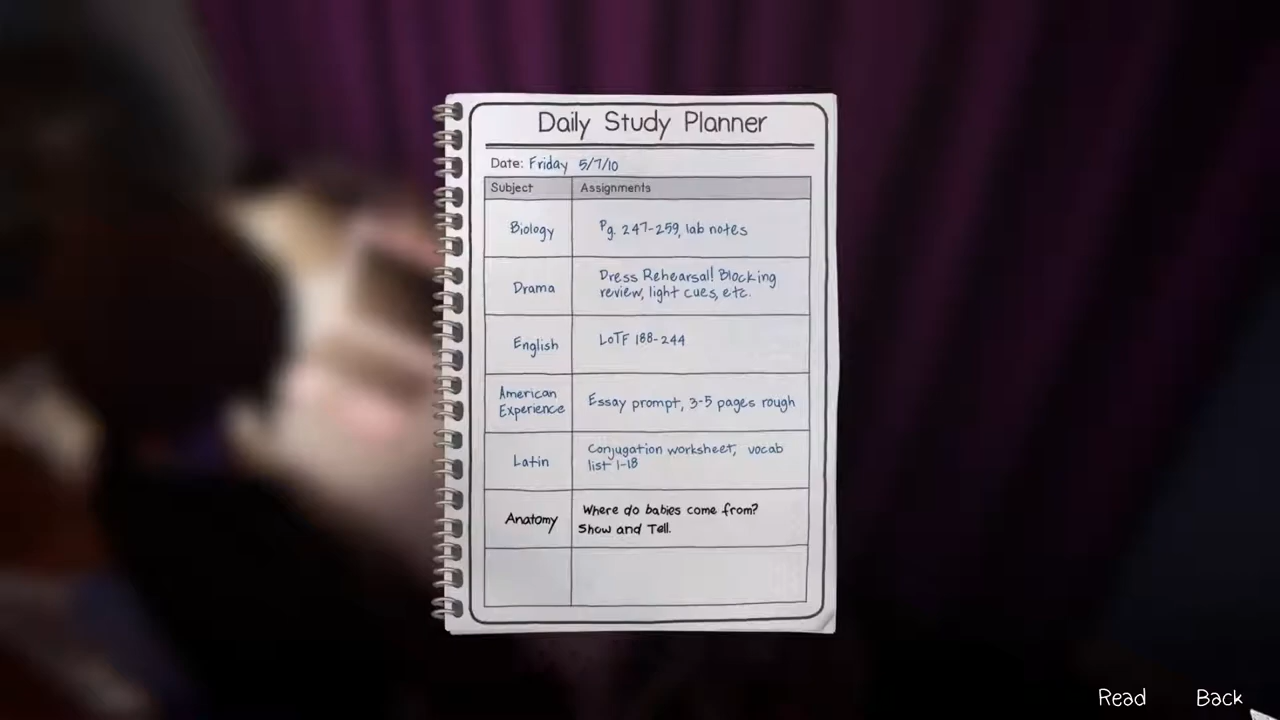 Daily Study Planner
Date: Friday 5/7/10
Subject Assignments
Biology Pg. 247-259, lab notes
Drama Dress Rehearsal! Blocking
review, light cues, etc.
English LoTF 188-244
American
Experience Essay prompt, 3-5 pages rough
Latin Conjugation worksheet, vocab
list 1-18
Anatomy Where do babies come from?
Show and Tell.
Read Back